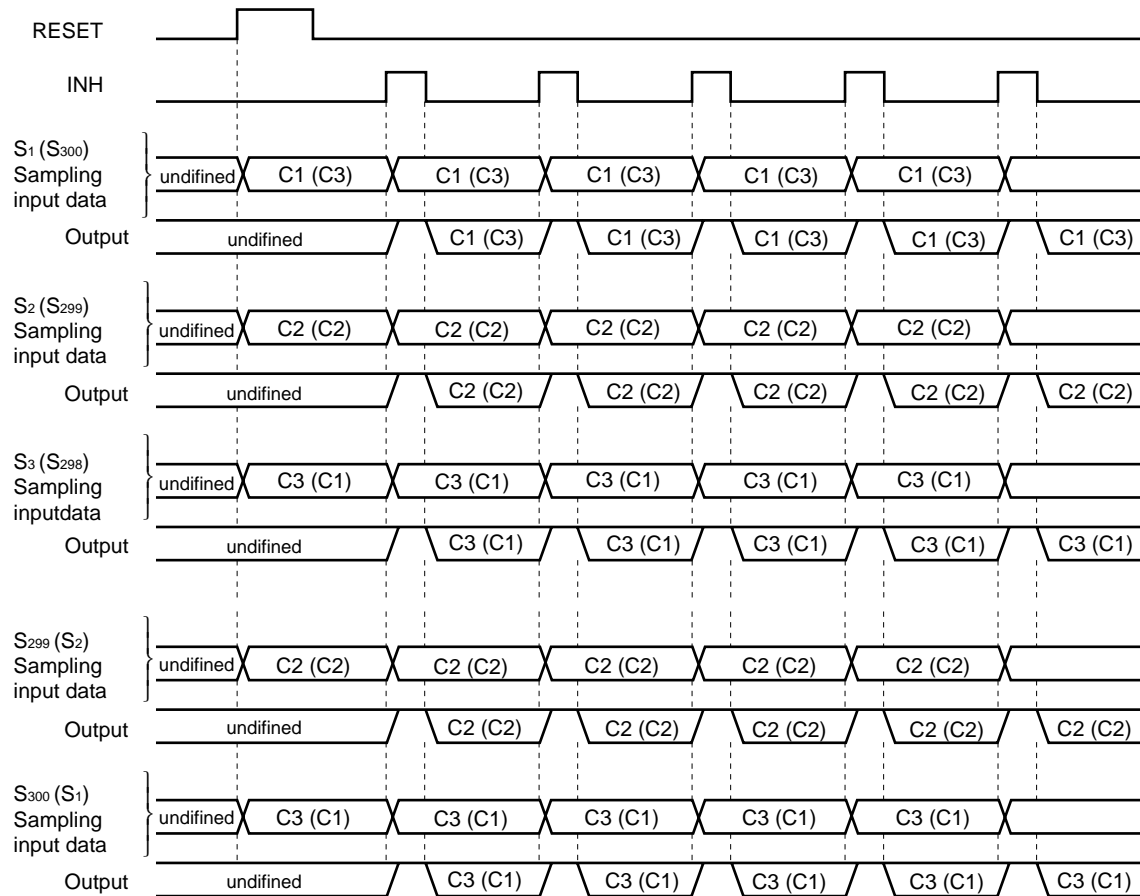 RESET
INH
S1 (S300)
Sampling
input data
undifined C1 (C3) C1 (C3) C1 (C3) C1 (C3) C1 (C3)
Output undifined C1 (C3) C1 (C3) C1 (C3) C1 (C3) C1 (C3)
S2 (S299)
Sampling
input data
undifined C2 (C2) C2 (C2) C2 (C2) C2 (C2) C2 (C2)
Output undifined C2 (C2) C2 (C2) C2 (C2) C2 (C2) C2 (C2)
S3 (S298)
Sampling
inputdata
undifined C3 (C1) C3 (C1) C3 (C1) C3 (C1) C3 (C1)
Output undifined C3 (C1) C3 (C1) C3 (C1) C3 (C1) C3 (C1)
S299 (S2)
Sampling
input data
undifined C2 (C2) C2 (C2) C2 (C2) C2 (C2) C2 (C2)
Output undifined C2 (C2) C2 (C2) C2 (C2) C2 (C2) C2 (C2)
S300 (S1)
Sampling
input data
undifined C3 (C1) C3 (C1) C3 (C1) C3 (C1) C3 (C1)
Output undifined C3 (C1) C3 (C1) C3 (C1) C3 (C1) C3 (C1)